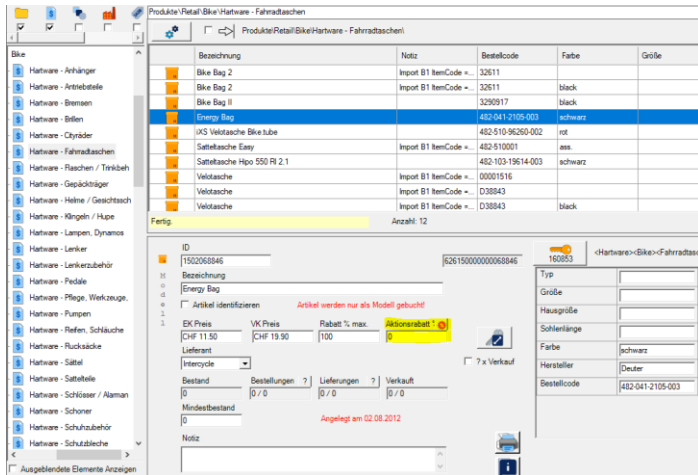 Produkte\Retail\Bike\Hartware - Fahrradtaschen
Produkte\Retail\Bike\Hartware - Fahrradtaschen\
Bike
Hartware - Anhänger
Hartware - Antriebsteile
Hartware - Bremsen
Hartware - Brillen
Hartware - Cityräder
Hartware - Fahrradtaschen
Hartware - Flaschen / Trinkbeh
Hartware - Gepäckträger
Hartware - Helme / Gesichtsch
Hartware - Klingeln / Hupe
Hartware - Lampen, Dynamos
Hartware - Lenker
Hartware - Lenkerzubehör
Hartware - Pedale
Hartware - Pflege, Werkzeuge,
Hartware - Pumpen
Hartware - Reifen, Schläuche
Hartware - Rucksäcke
Hartware - Sättel
Hartware - Sattelteile
Hartware - Schlösser / Alarman
Hartware - Schoner
Hartware - Schuhzubehör
Hartware - Schutzbleche
Ausgeblendete Elemente Anzeigen
Bezeichnung Notiz Bestellcode Farbe Größe
Bike Bag 2 Import B1 ItemCode =... 32611
Bike Bag 2 Import B1 ItemCode =... 32611 black
Bike Bag II 3290917 black
Energy Bag 482-041-2105-003 schwarz
iXS Velotasche Bike:tube 482-510-96260-002 rot
Satteltasche Easy Import B1 ItemCode =... 482-510001 ass.
Satteltasche Hipo 550 RI 2.1 482-103-19614-003 schwarz
Velotasche Import B1 ItemCode =... 00001516
Velotasche Import B1 ItemCode =... D38843
Velotasche Import B1 ItemCode =... D38843 black
Fertig. Anzahl: 12
ID
1502068846 6261500000000068846
Modell
Bezeichnung
Energy Bag
Artikel identifizieren Artikel werden nur als Modell gebucht!
EK Preis VK Preis Rabatt % max. Aktionsrabatt
CHF 11.50 CHF 19.90 100 0
Lieferant
Intercycle
? x Verkauf
Bestand Bestellungen ? Lieferungen ? Verkauft
0 0 / 0 0 / 0 0 / 0
Mindestbestand
0
Angelegt am 02.08.2012
Notiz
160853 <Hartware><Bike><Fahrradtasc
Typ
Größe
Hausgröße
Sohlenlänge
Farbe schwarz
Hersteller Deuter
Bestellcode 482-041-2105-003